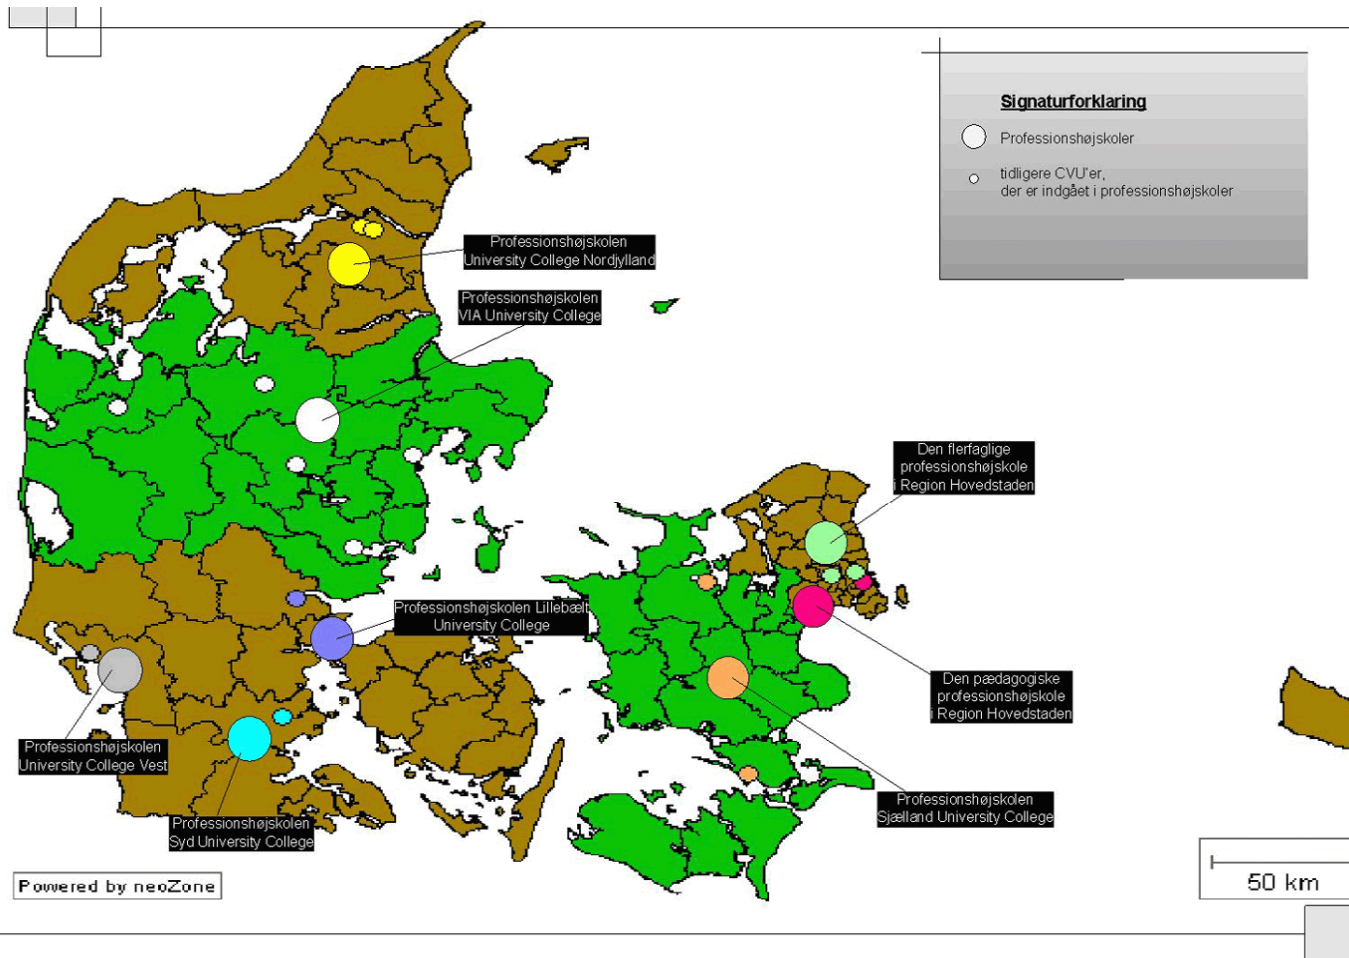 Signaturforklaring
Professionshøjskoler
tidligere CVU'er,
der er indgået i professionshøjskoler
Professionshøjskolen
University College Nordjylland
Professionshøjskolen
VIA University College
Den flerfaglige
professionshøjskole
i Region Hovedstaden
Professionshøjskolen Lillebælt
University College
Den pædagogiske
professionshøjskole
i Region Hovedstaden
Professionshøjskolen
University College Vest
Professionshøjskolen
Sjælland University College
Professionshøjskolen
Syd University College
Powered by neoZone
50 km